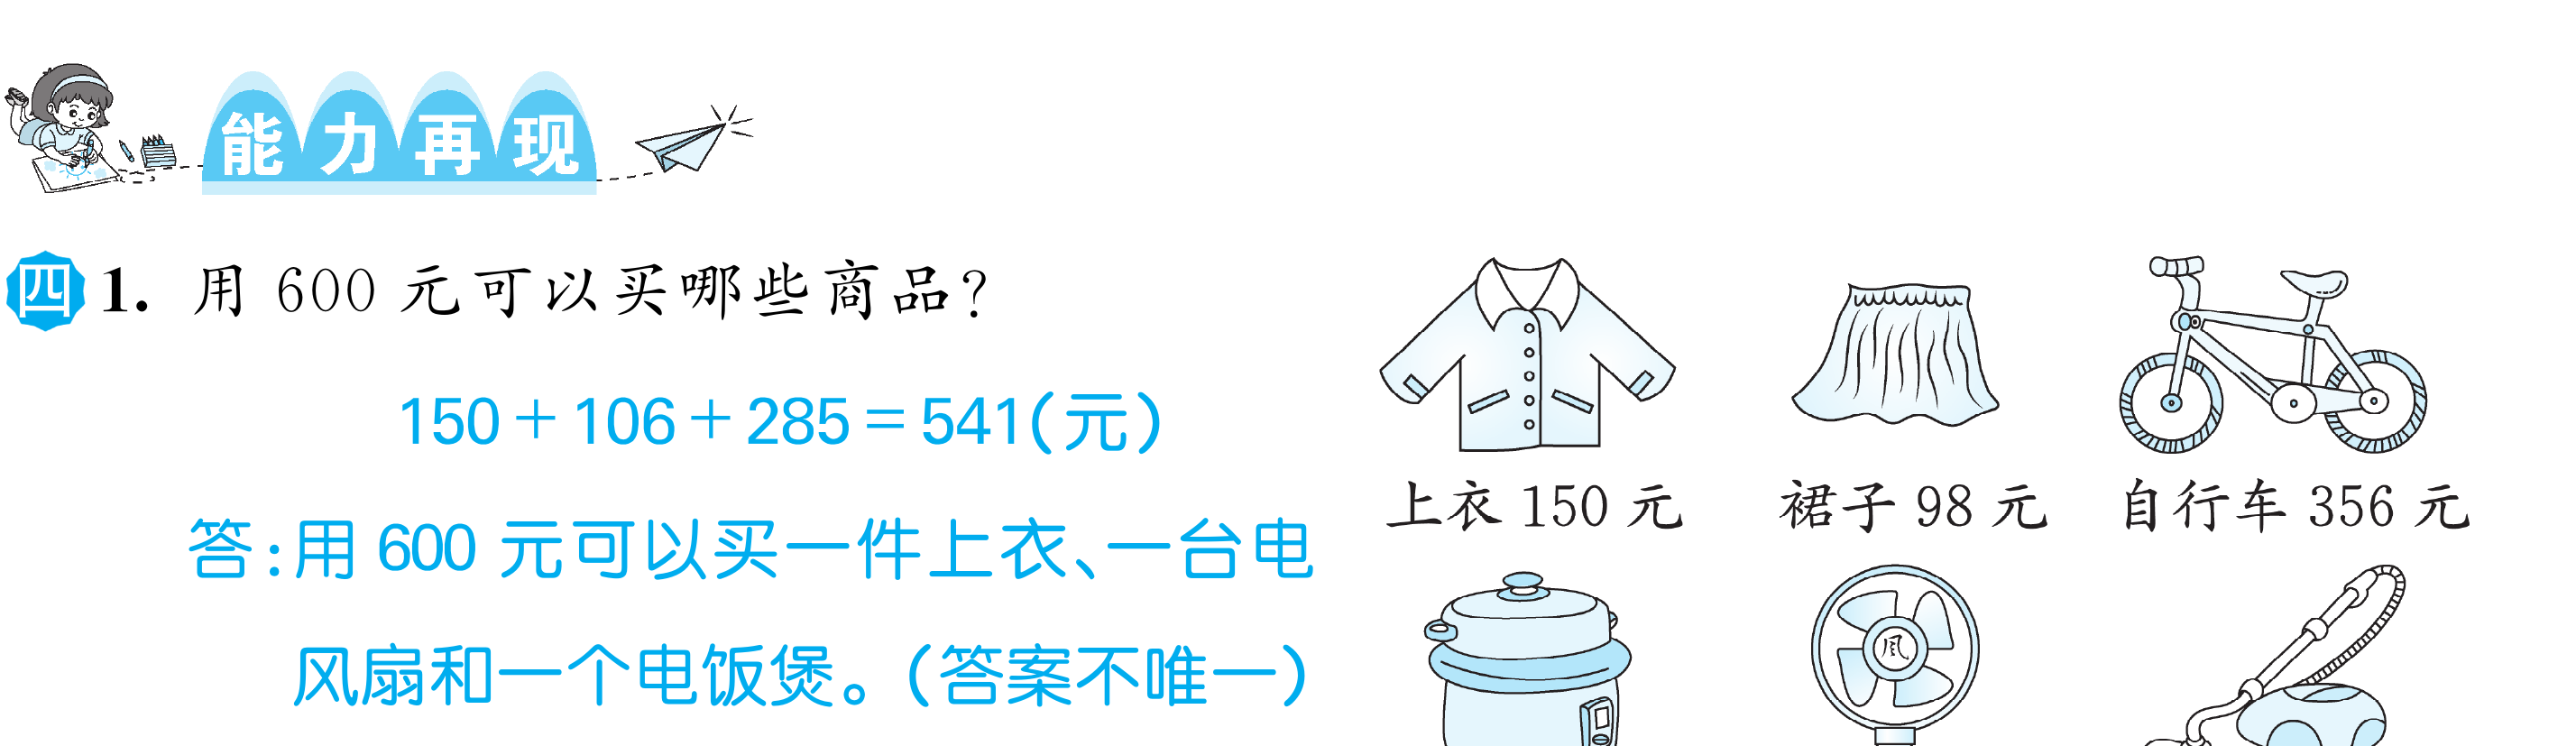 能力再现
四 1. 用 600 元可以买哪些商品?
150+106+285=541(元)
答:用 600 元可以买一件上衣、一台电
风扇和一个电饭煲。(答案不唯一)
上衣 150 元 裙子 98 元 自行车 356 元
风